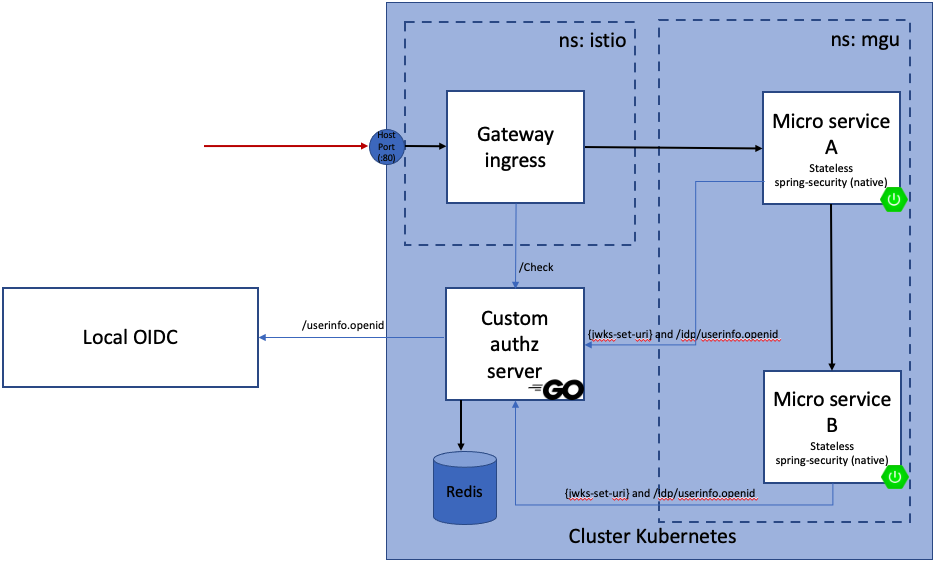 ns: istio
ns: mgu
Host
Port
(:80)
Gateway
ingress
Micro service
A
Stateless
spring-security (native)
/Check
Local OIDC
/userinfo.openid
Custom
authz
server
GO
{jwks-set-uri} and /idp/userinfo.openid
Micro service
B
Stateless
spring-security (native)
Redis
{jwks-set-uri} and /idp/userinfo.openid
Cluster Kubernetes